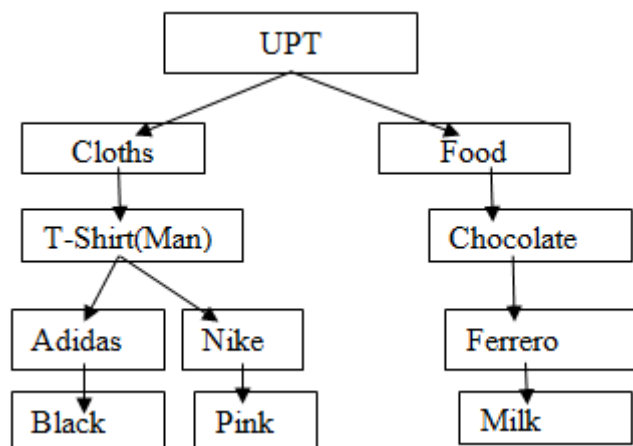 UPT
Cloths
Food
T-Shirt(Man)
Chocolate
Adidas
Nike
Ferrero
Black
Pink
Milk